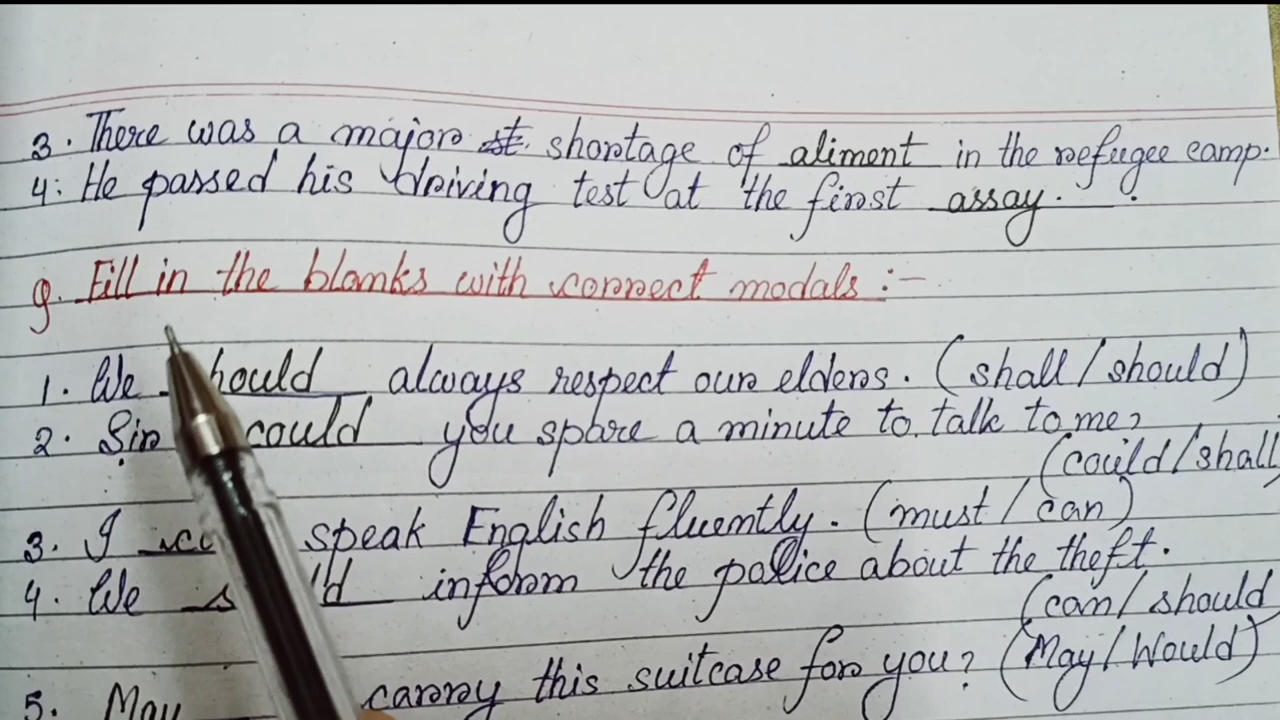 3. There was a major st. shortage of aliment in the refugee camp.
4: He passed his driving test at the first assay.
g. Fill in the blanks with correct modals :-
1. We should always respect our elders. (shall/should)
2. Sir could you spare a minute to talk to me?
(could/shall)
3. I speak English fluently. (must/can)
4. We inform the police about the theft.
(can/should
5. May carry this suitcase for you? (May/Would)